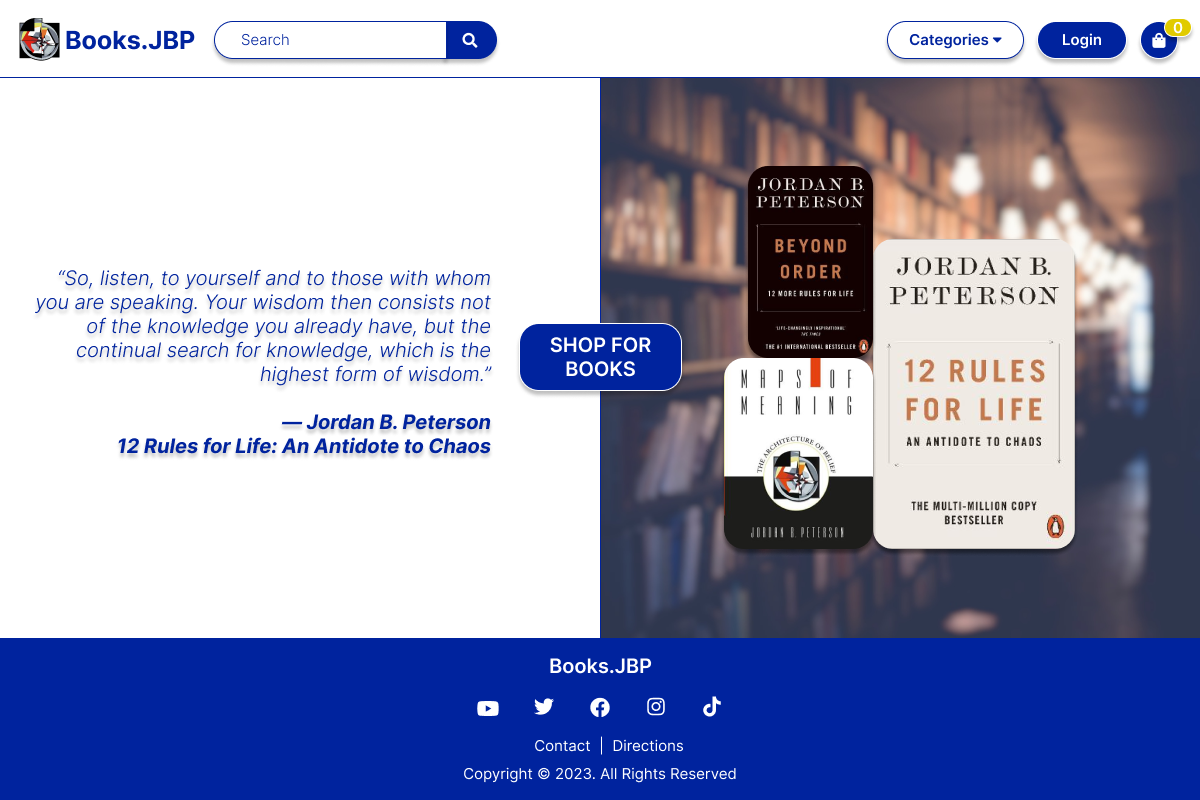 Books.JBP
Search
Categories
Login
0
“So, listen, to yourself and to those with whom
you are speaking. Your wisdom then consists not
of the knowledge you already have, but the
continual search for knowledge, which is the
highest form of wisdom.”
— Jordan B. Peterson
12 Rules for Life: An Antidote to Chaos
SHOP FOR
BOOKS
JORDAN B.
PETERSON
BEYOND
ORDER
12 MORE RULES FOR LIFE
'LIFE-CHANGINGLY INSPIRATIONAL'
THE TIMES
THE #1 INTERNATIONAL BESTSELLER
MAPS OF
MEANING
THE ARCHITECTURE OF BELIEF
JORDAN B. PETERSON
JORDAN B.
PETERSON
12 RULES
FOR LIFE
AN ANTIDOTE TO CHAOS
THE MULTI-MILLION COPY
BESTSELLER
Books.JBP
Contact | Directions
Copyright © 2023. All Rights Reserved